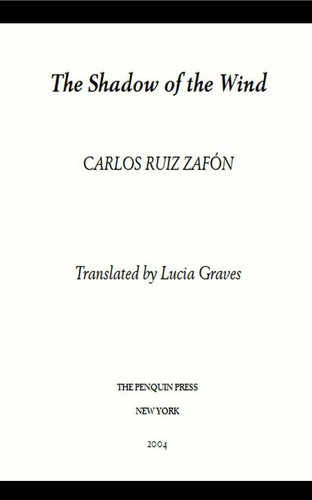 The Shadow of the Wind
CARLOS RUIZ ZAFÓN
Translated by Lucia Graves
THE PENQUIN PRESS
NEW YORK
2004